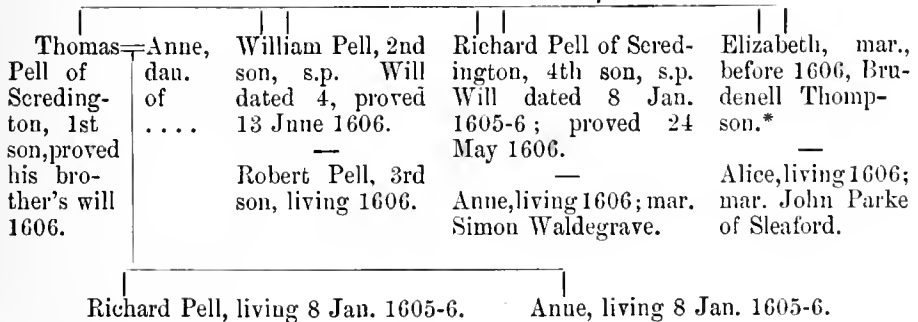 Thomas=Anne,
Pell of dau.
Screding- of
ton, 1st ....
son,proved
his bro-
ther's will
1606.
William Pell, 2nd
son, s.p. Will
dated 4, proved
13 June 1606.
—
Robert Pell, 3rd
son, living 1606.
Richard Pell of Scred-
ington, 4th son, s.p.
Will dated 8 Jan.
1605-6 ; proved 24
May 1606.
—
Anne,living 1606; mar.
Simon Waldegrave.
Elizabeth, mar.,
before 1606, Bru-
denell Thomp-
son.*
—
Alice,living 1606;
mar. John Parke
of Sleaford.
Richard Pell, living 8 Jan. 1605-6.
Anne, living 8 Jan. 1605-6.